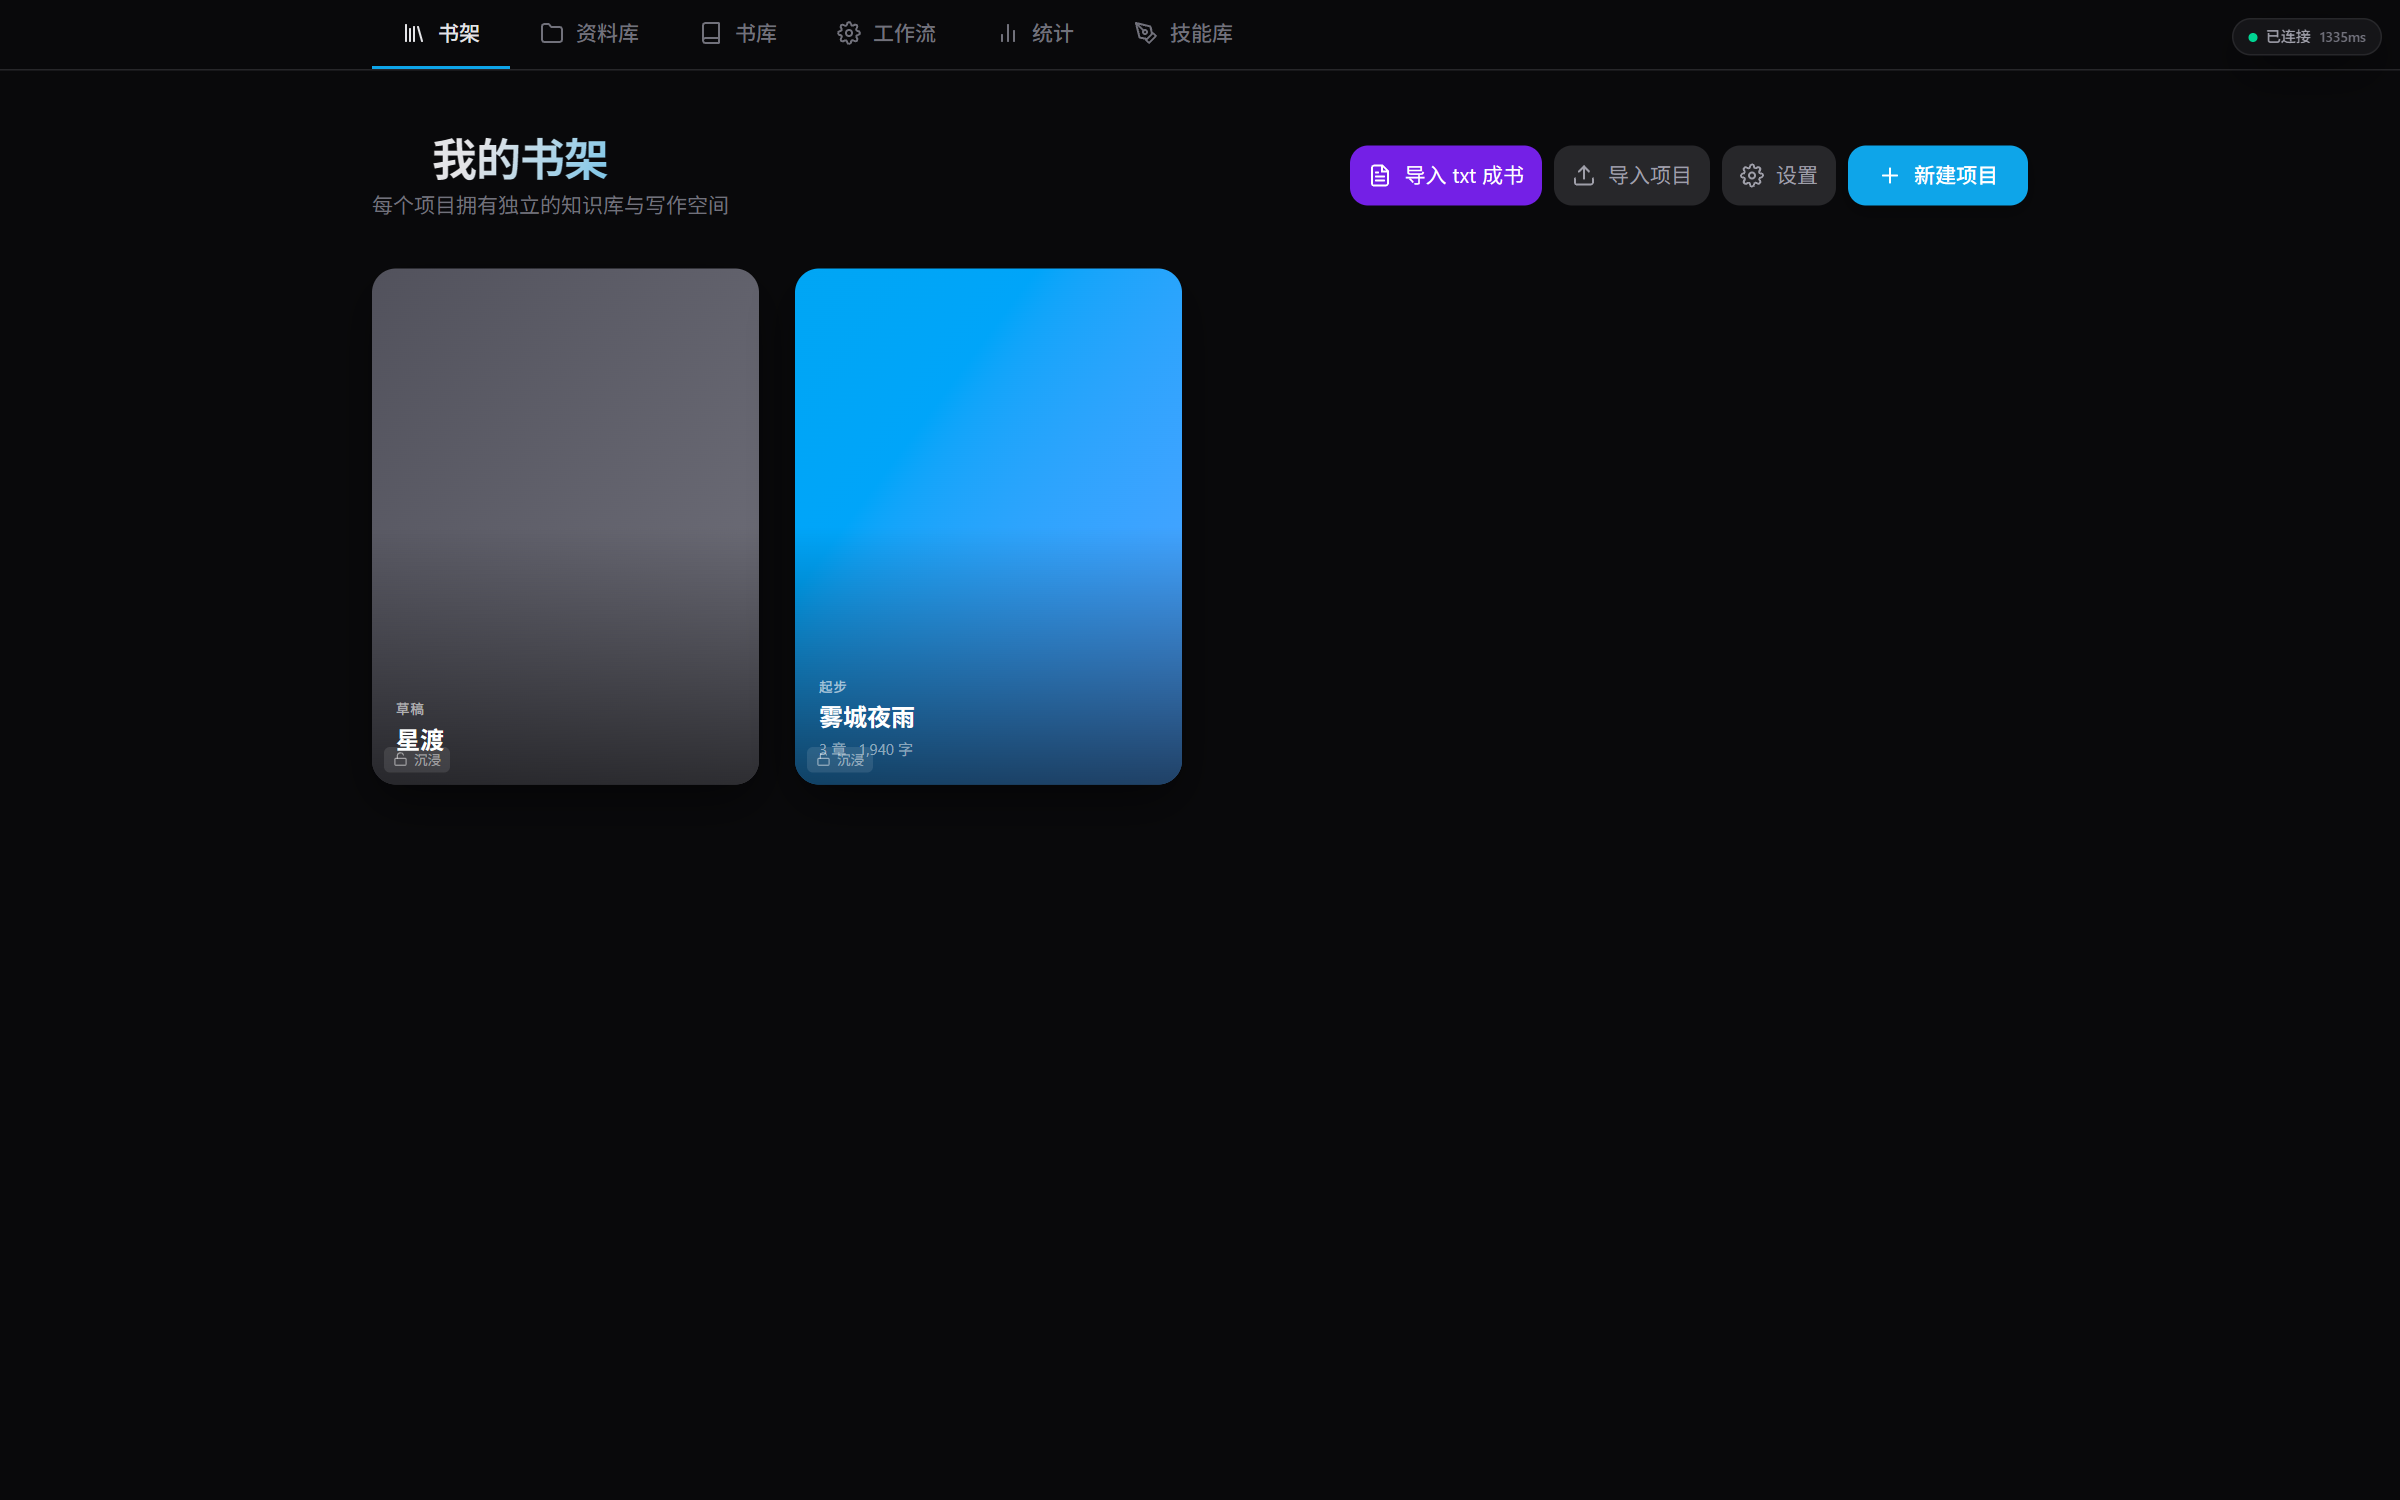 书架 资料库 书库 工作流 统计 技能库 已连接 1335ms
我的书架
每个项目拥有独立的知识库与写作空间
导入 txt 成书 导入项目 设置 新建项目
草稿
星渡
沉浸
起步
雾城夜雨
3 章 1,940 字
沉浸